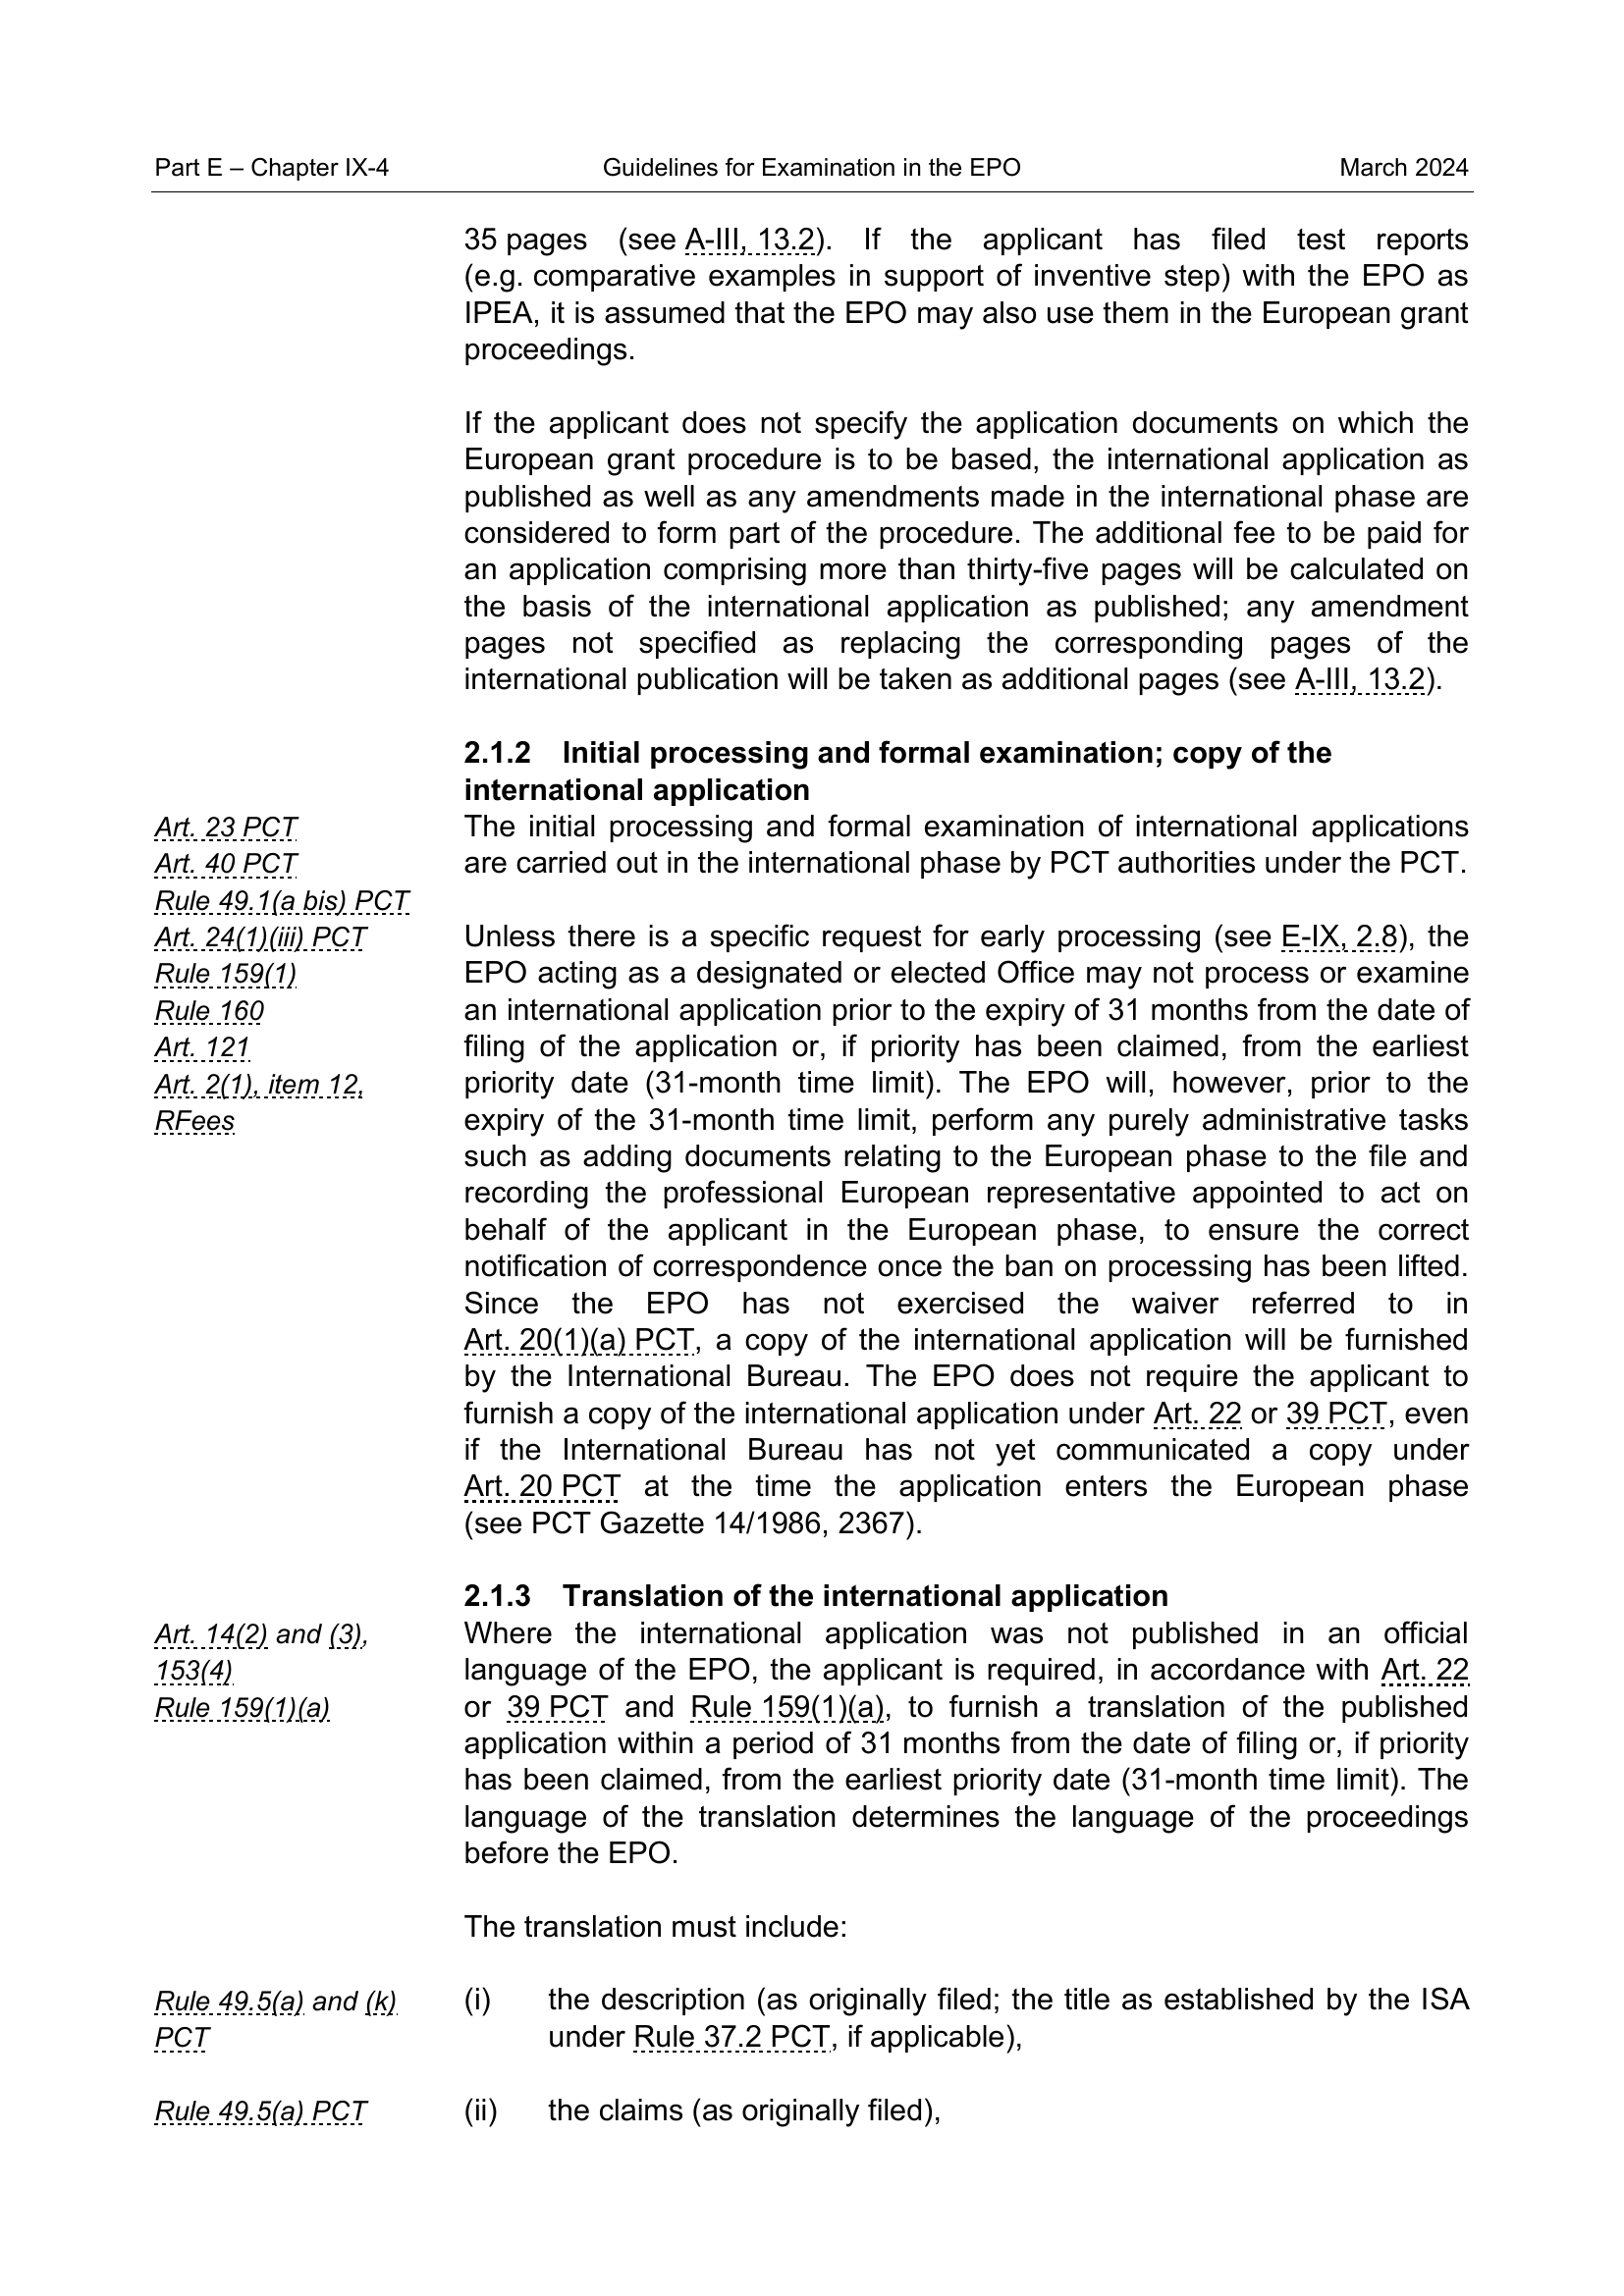 Part E – Chapter IX-4 Guidelines for Examination in the EPO March 2024
35 pages (see A-III, 13.2). If the applicant has filed test reports
(e.g. comparative examples in support of inventive step) with the EPO as
IPEA, it is assumed that the EPO may also use them in the European grant
proceedings.
If the applicant does not specify the application documents on which the
European grant procedure is to be based, the international application as
published as well as any amendments made in the international phase are
considered to form part of the procedure. The additional fee to be paid for
an application comprising more than thirty-five pages will be calculated on
the basis of the international application as published; any amendment
pages not specified as replacing the corresponding pages of the
international publication will be taken as additional pages (see A-III, 13.2).
2.1.2 Initial processing and formal examination; copy of the
international application
Art. 23 PCT
Art. 40 PCT
Rule 49.1(a bis) PCT
Art. 24(1)(iii) PCT
Rule 159(1)
Rule 160
Art. 121
Art. 2(1), item 12,
RFees
The initial processing and formal examination of international applications
are carried out in the international phase by PCT authorities under the PCT.
Unless there is a specific request for early processing (see E-IX, 2.8), the
EPO acting as a designated or elected Office may not process or examine
an international application prior to the expiry of 31 months from the date of
filing of the application or, if priority has been claimed, from the earliest
priority date (31-month time limit). The EPO will, however, prior to the
expiry of the 31-month time limit, perform any purely administrative tasks
such as adding documents relating to the European phase to the file and
recording the professional European representative appointed to act on
behalf of the applicant in the European phase, to ensure the correct
notification of correspondence once the ban on processing has been lifted.
Since the EPO has not exercised the waiver referred to in
Art. 20(1)(a) PCT, a copy of the international application will be furnished
by the International Bureau. The EPO does not require the applicant to
furnish a copy of the international application under Art. 22 or 39 PCT, even
if the International Bureau has not yet communicated a copy under
Art. 20 PCT at the time the application enters the European phase
(see PCT Gazette 14/1986, 2367).
2.1.3 Translation of the international application
Art. 14(2) and (3),
153(4)
Rule 159(1)(a)
Where the international application was not published in an official
language of the EPO, the applicant is required, in accordance with Art. 22
or 39 PCT and Rule 159(1)(a), to furnish a translation of the published
application within a period of 31 months from the date of filing or, if priority
has been claimed, from the earliest priority date (31-month time limit). The
language of the translation determines the language of the proceedings
before the EPO.
The translation must include:
Rule 49.5(a) and (k)
PCT
(i) the description (as originally filed; the title as established by the ISA
under Rule 37.2 PCT, if applicable),
Rule 49.5(a) PCT
(ii) the claims (as originally filed),